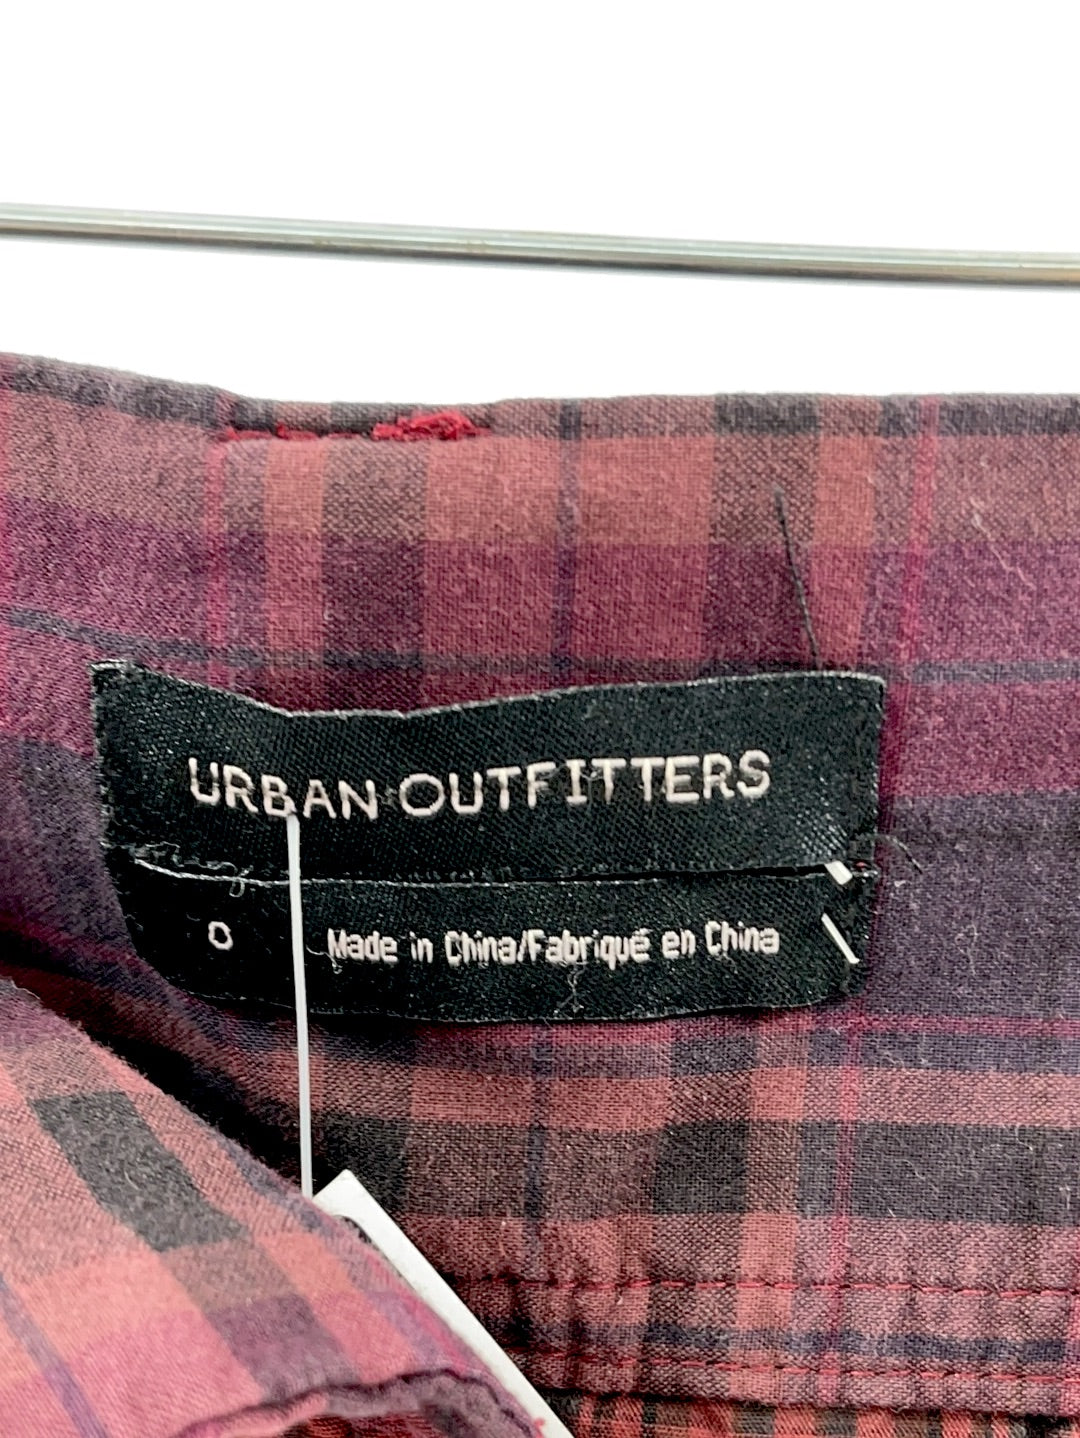 URBAN OUTFITTERS
0 Made in China/Fabriqué en China